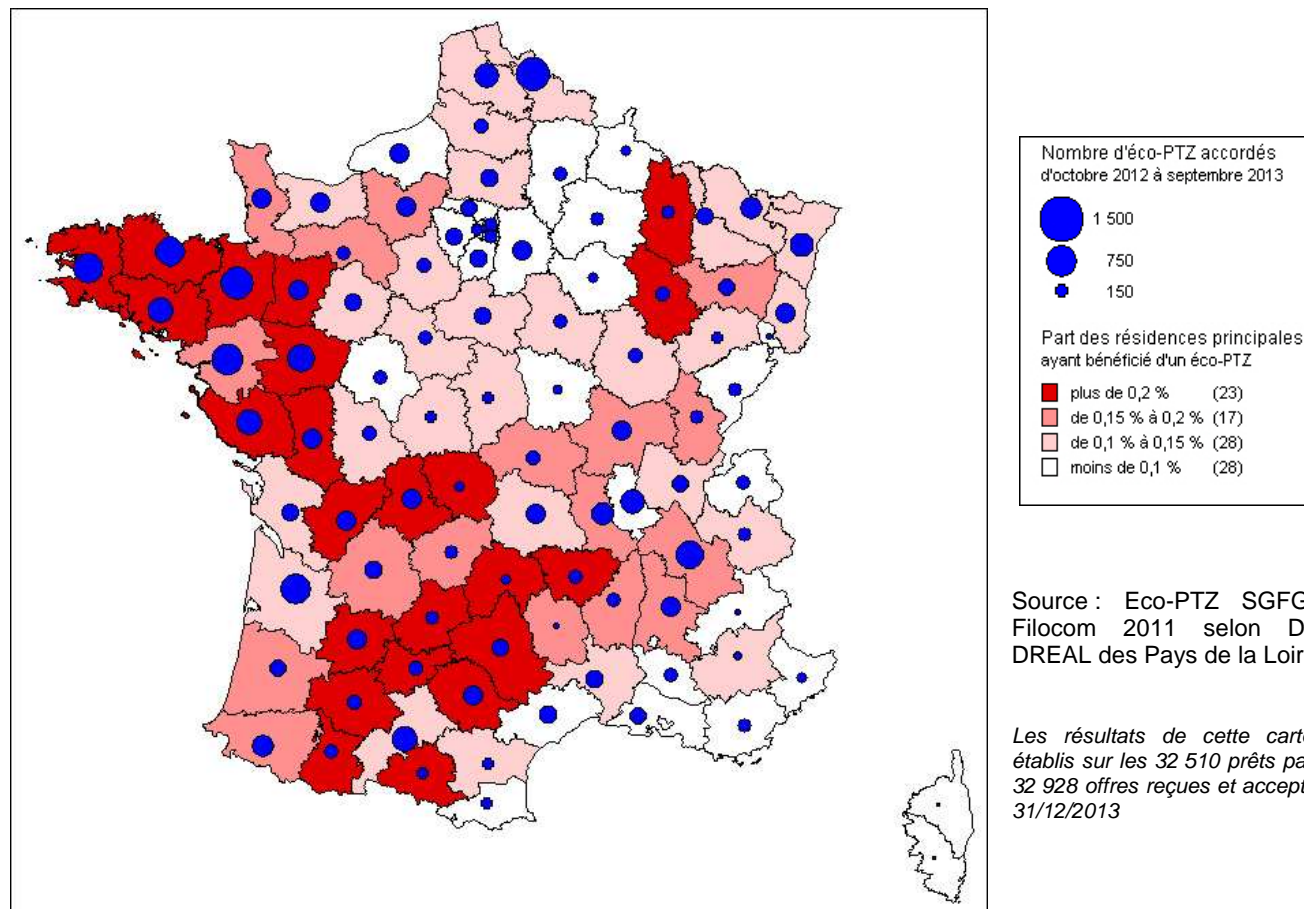 Nombre d'éco-PTZ accordés
d'octobre 2012 à septembre 2013
1 500
750
150
Part des résidences principales
ayant bénéficié d'un éco-PTZ
plus de 0,2 % (23)
de 0,15 % à 0,2 % (17)
de 0,1 % à 0,15 % (28)
moins de 0,1 % (28)
Source : Eco-PTZ SGFG
Filocom 2011 selon D
DREAL des Pays de la Loir
Les résultats de cette cart
établis sur les 32 510 prêts pa
32 928 offres reçues et accept
31/12/2013